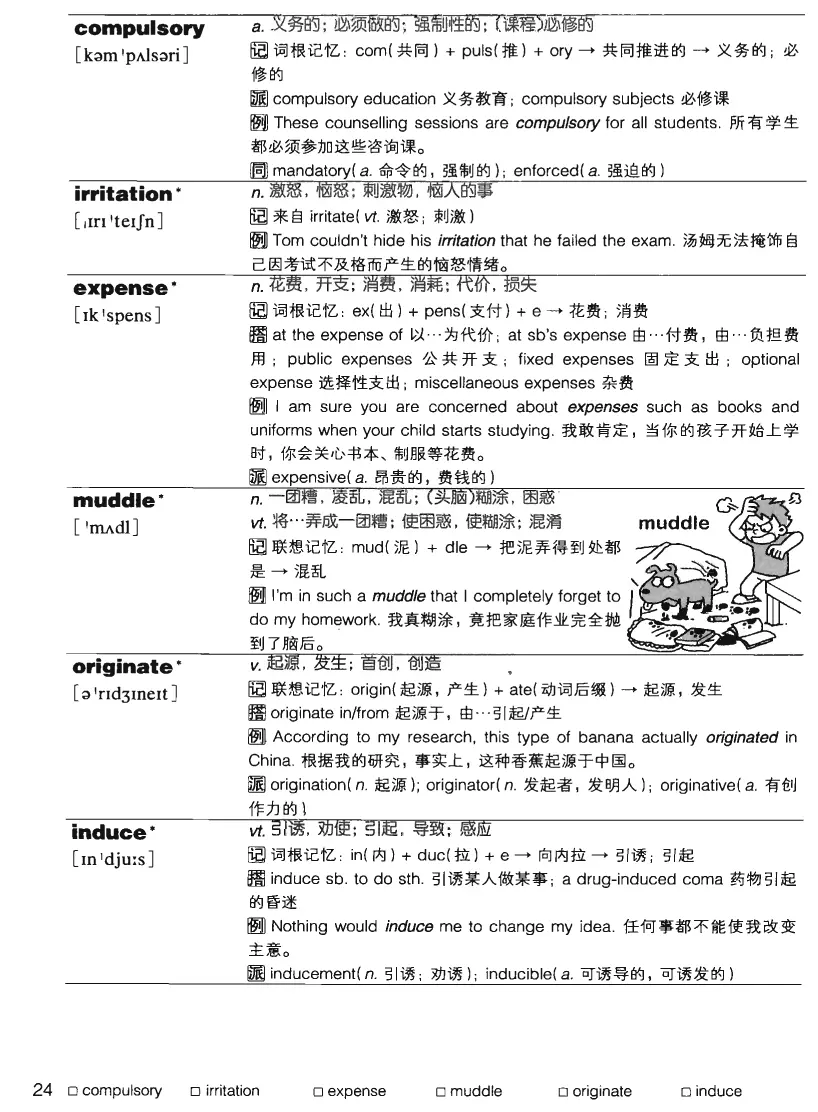 compulsory a. 义务的；必须做的；强制性的；(课程)必修的
[kəm'pʌlsəri] 记 词根记忆：com(共同) + puls(推) + ory → 共同推进的 → 义务的；必
修的
派 compulsory education 义务教育；compulsory subjects 必修课
例 These counselling sessions are compulsory for all students. 所有学生
都必须参加这些咨询课。
同 mandatory(a. 命令的，强制的)；enforced(a. 强迫的)
irritation* n. 激怒，恼怒；刺激物，恼人的事
[ˌɪrɪ'teɪʃn] 记 来自 irritate(vt. 激怒；刺激)
例 Tom couldn't hide his irritation that he failed the exam. 汤姆无法掩饰自
己因考试不及格而产生的恼怒情绪。
expense* n. 花费，开支；消费，消耗；代价，损失
[ɪk'spens] 记 词根记忆：ex(出) + pens(支付) + e → 花费；消费
搭 at the expense of 以…为代价；at sb's expense 由…付费，由…负担费
用；public expenses 公共开支；fixed expenses 固定支出；optional
expense 选择性支出；miscellaneous expenses 杂费
例 I am sure you are concerned about expenses such as books and
uniforms when your child starts studying. 我敢肯定，当你的孩子开始上学
时，你会关心书本、制服等花费。
派 expensive(a. 昂贵的，费钱的)
muddle* n. 一团糟，凌乱，混乱；(头脑)糊涂，困惑
['mʌdl] vt. 将…弄成一团糟；使困惑，使糊涂；混淆
muddle
记 联想记忆：mud(泥) + dle → 把泥弄得到处都
是 → 混乱
例 I'm in such a muddle that I completely forget to
do my homework. 我真糊涂，竟把家庭作业完全抛
到了脑后。
originate* v. 起源，发生；首创，创造
[ə'rɪdʒɪneɪt] 记 联想记忆：origin(起源，产生) + ate(动词后缀) → 起源，发生
搭 originate in/from 起源于，由…引起/产生
例 According to my research, this type of banana actually originated in
China. 根据我的研究，事实上，这种香蕉起源于中国。
派 origination(n. 起源)；originator(n. 发起者，发明人)；originative(a. 有创
作力的)
induce* vt. 引诱，劝使；引起，导致；感应
[ɪn'djuːs] 记 词根记忆：in(内) + duc(拉) + e → 向内拉 → 引诱；引起
搭 induce sb. to do sth. 引诱某人做某事；a drug-induced coma 药物引起
的昏迷
例 Nothing would induce me to change my idea. 任何事都不能使我改变
主意。
派 inducement(n. 引诱；劝诱)；inducible(a. 可诱导的，可诱发的)
24 □ compulsory □ irritation □ expense □ muddle □ originate □ induce